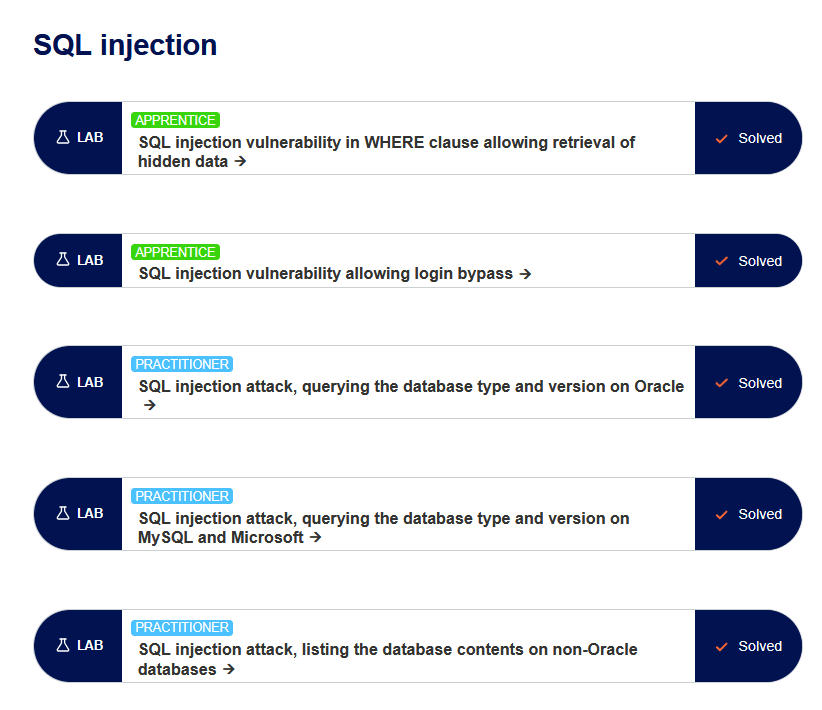 SQL injection
LAB
APPRENTICE
SQL injection vulnerability in WHERE clause allowing retrieval of
hidden data →
Solved
LAB
APPRENTICE
SQL injection vulnerability allowing login bypass →
Solved
LAB
PRACTITIONER
SQL injection attack, querying the database type and version on Oracle
→
Solved
LAB
PRACTITIONER
SQL injection attack, querying the database type and version on
MySQL and Microsoft →
Solved
LAB
PRACTITIONER
SQL injection attack, listing the database contents on non-Oracle
databases →
Solved